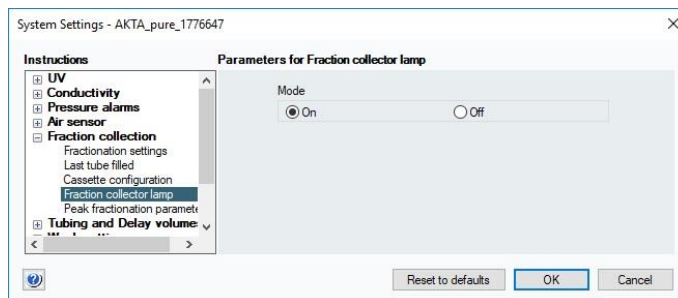 System Settings - AKTA_pure_1776647
Instructions
UV
Conductivity
Pressure alarms
Air sensor
Fraction collection
Fractionation settings
Last tube filled
Cassette configuration
Fraction collector lamp
Peak fractionation paramete
Tubing and Delay volume
Parameters for Fraction collector lamp
Mode
On Off
Reset to defaults OK Cancel